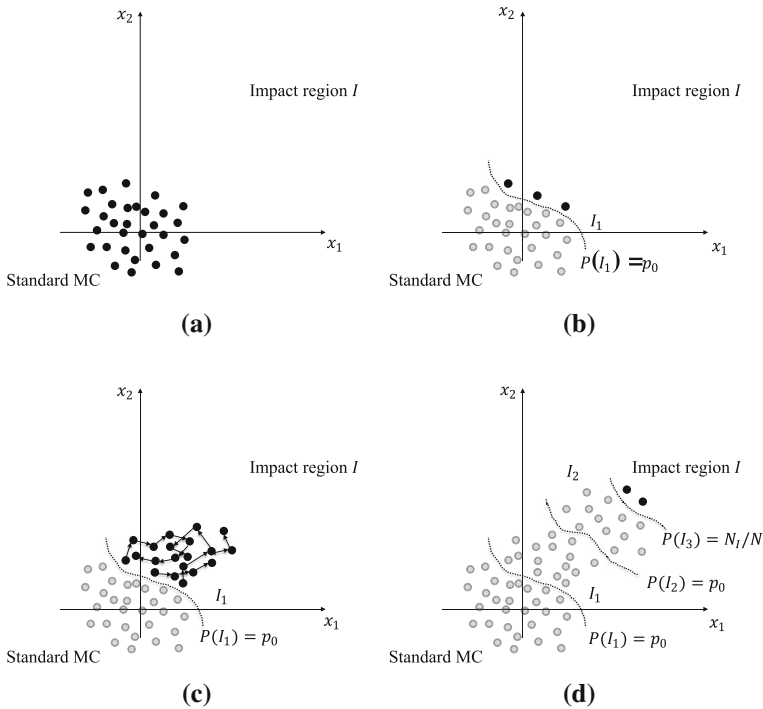 x₂
Impact region I
x₁
Standard MC
(a)
x₂
Impact region I
I₁
x₁
P(I₁) = p₀
Standard MC
(b)
x₂
Impact region I
I₁
x₁
P(I₁) = p₀
Standard MC
(c)
x₂
I₂
Impact region I
P(I₃) = N_I/N
P(I₂) = p₀
I₁
x₁
P(I₁) = p₀
Standard MC
(d)